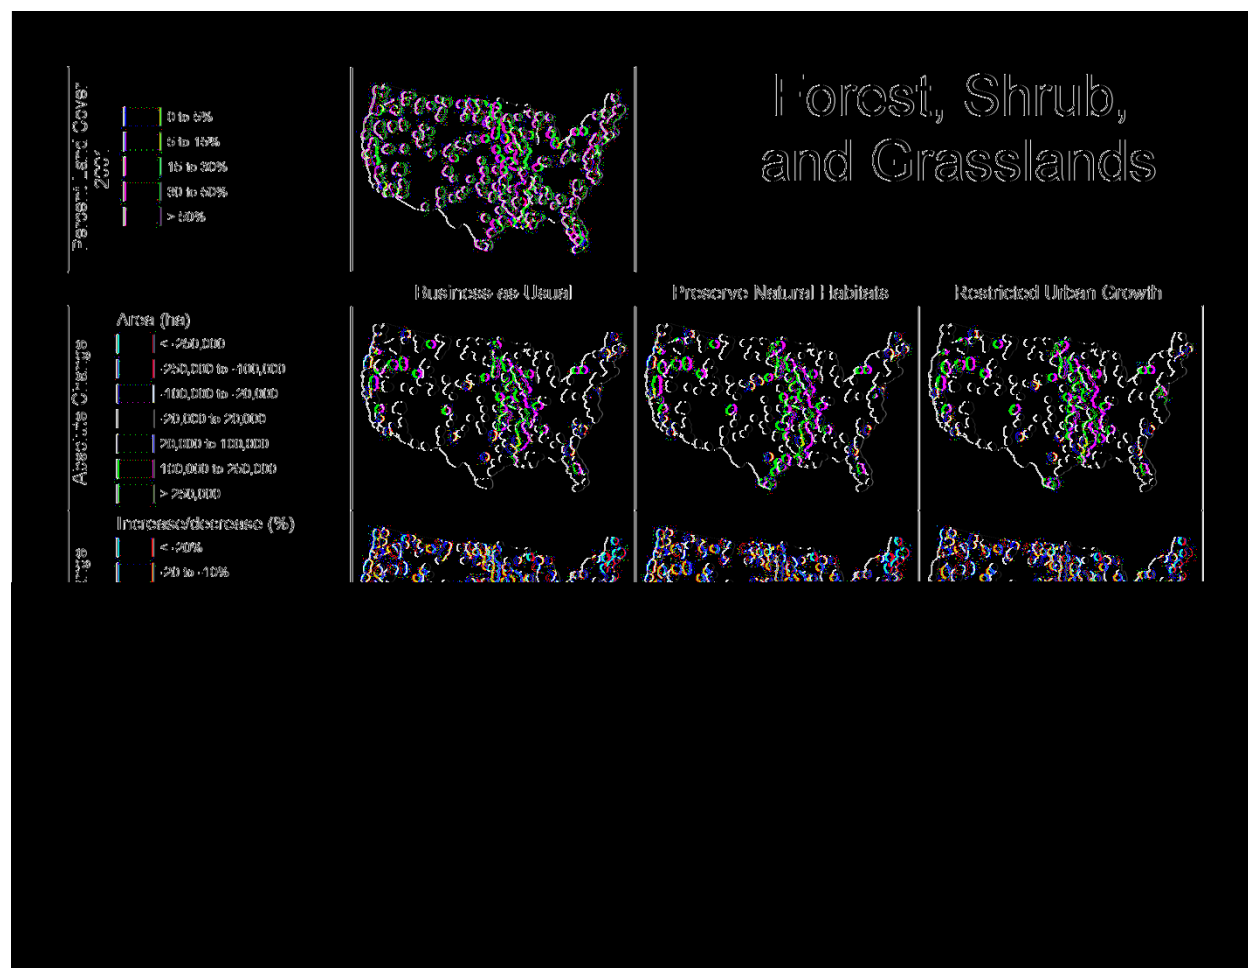 Forest, Shrub,
and Grasslands
Percent Land Cover
2001
0 to 5%
5 to 15%
15 to 30%
30 to 50%
> 50%
Business as Usual
Preserve Natural Habitats
Restricted Urban Growth
Absolute Change
Area (ha)
< -250,000
-250,000 to -100,000
-100,000 to -20,000
-20,000 to 20,000
20,000 to 100,000
100,000 to 250,000
> 250,000
Increase/decrease (%)
< -20%
-20 to -10%